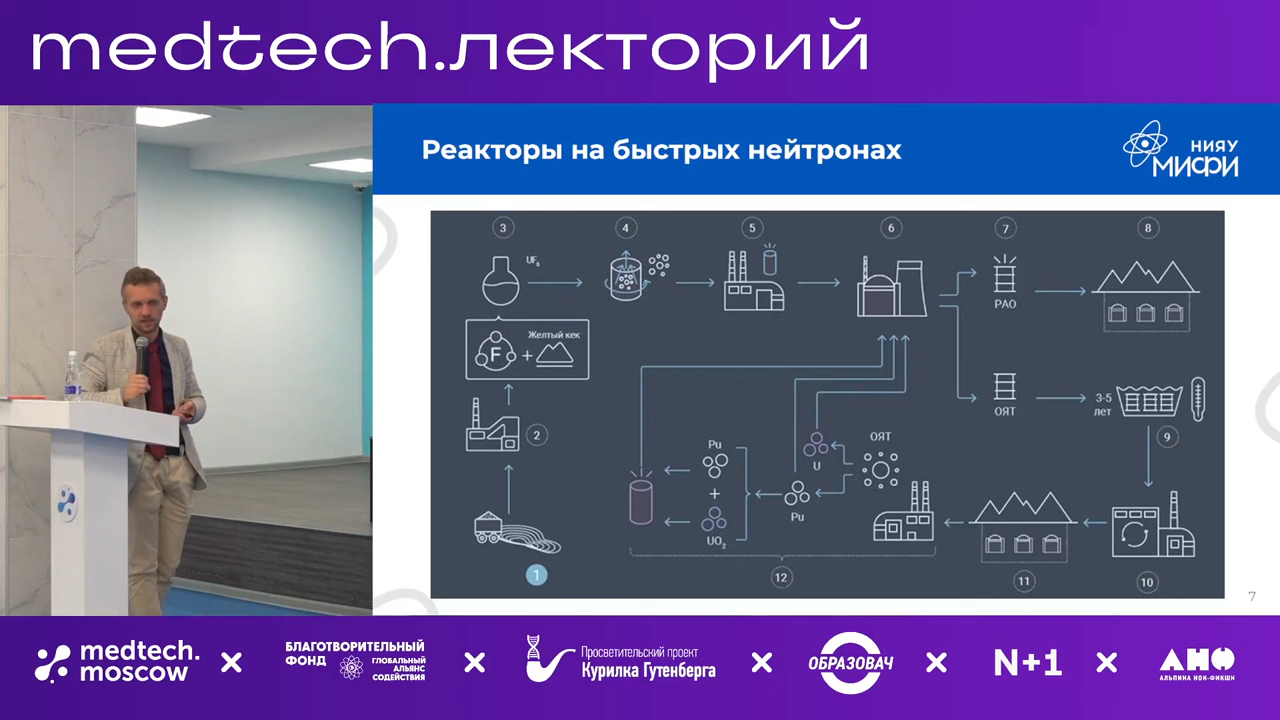 medtech.лекторий
Реакторы на быстрых нейтронах
НИЯУ
МИФИ
3
4
5
6
7
8
UF₆
РАО
Желтый кек
F
+
ОЯТ
3-5
лет
9
2
Pu
+
UO₂
U
Pu
ОЯТ
1
12
11
10
7
medtech.
moscow
БЛАГОТВОРИТЕЛЬНЫЙ
ФОНД
ГЛОБАЛЬНЫЙ
АЛЬЯНС
СОДЕЙСТВИЯ
Просветительский проект
Курилка Гутенберга
ОБРАЗОВАЧ
N+1
АНФ
АЛЬПИНА НОН-ФИКШН